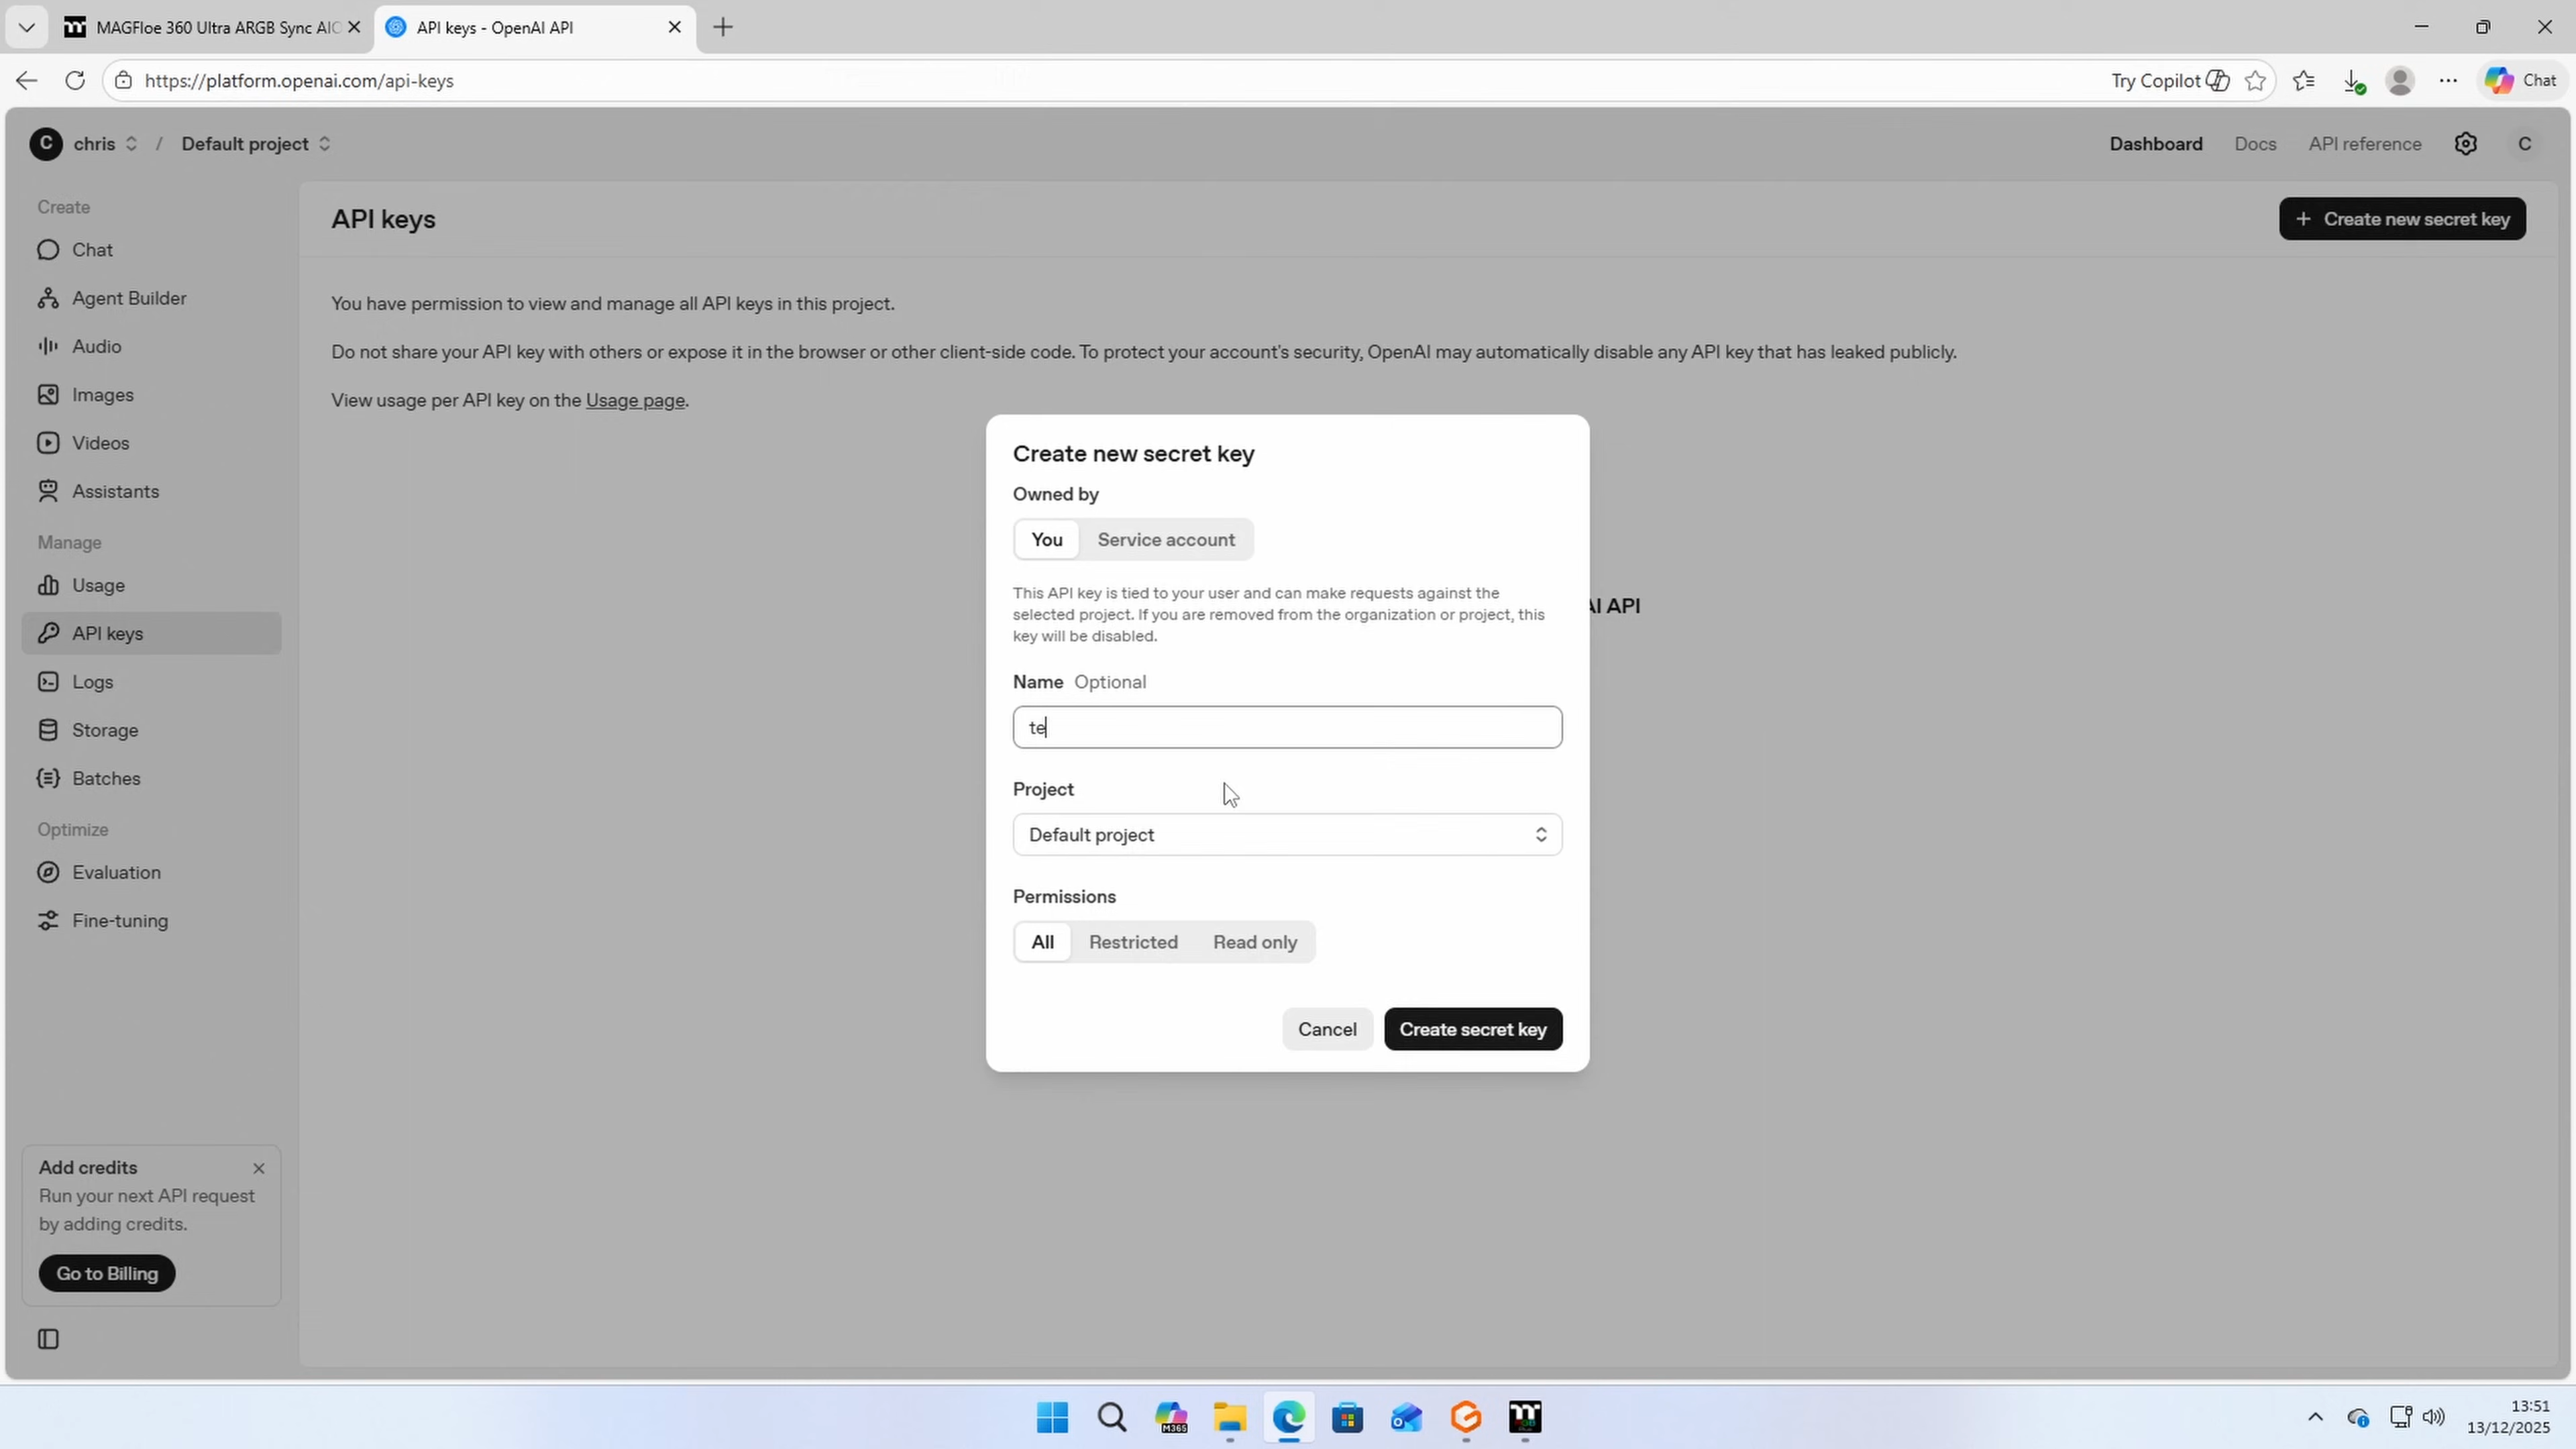 MAGFloe 360 Ultra ARGB Sync AIO
API keys - OpenAI API
https://platform.openai.com/api-keys
Try Copilot
Chat
C chris / Default project
Dashboard Docs API reference C
Create
Chat
Agent Builder
Audio
Images
Videos
Assistants
Manage
Usage
API keys
Logs
Storage
Batches
Optimize
Evaluation
Fine-tuning
Add credits
Run your next API request
by adding credits.
Go to Billing
API keys
+ Create new secret key
You have permission to view and manage all API keys in this project.
Do not share your API key with others or expose it in the browser or other client-side code. To protect your account's security, OpenAI may automatically disable any API key that has leaked publicly.
View usage per API key on the Usage page.
AI API
Create new secret key
Owned by
You Service account
This API key is tied to your user and can make requests against the
selected project. If you are removed from the organization or project, this
key will be disabled.
Name Optional
te
Project
Default project
Permissions
All Restricted Read only
Cancel Create secret key
M365
13:51
13/12/2025